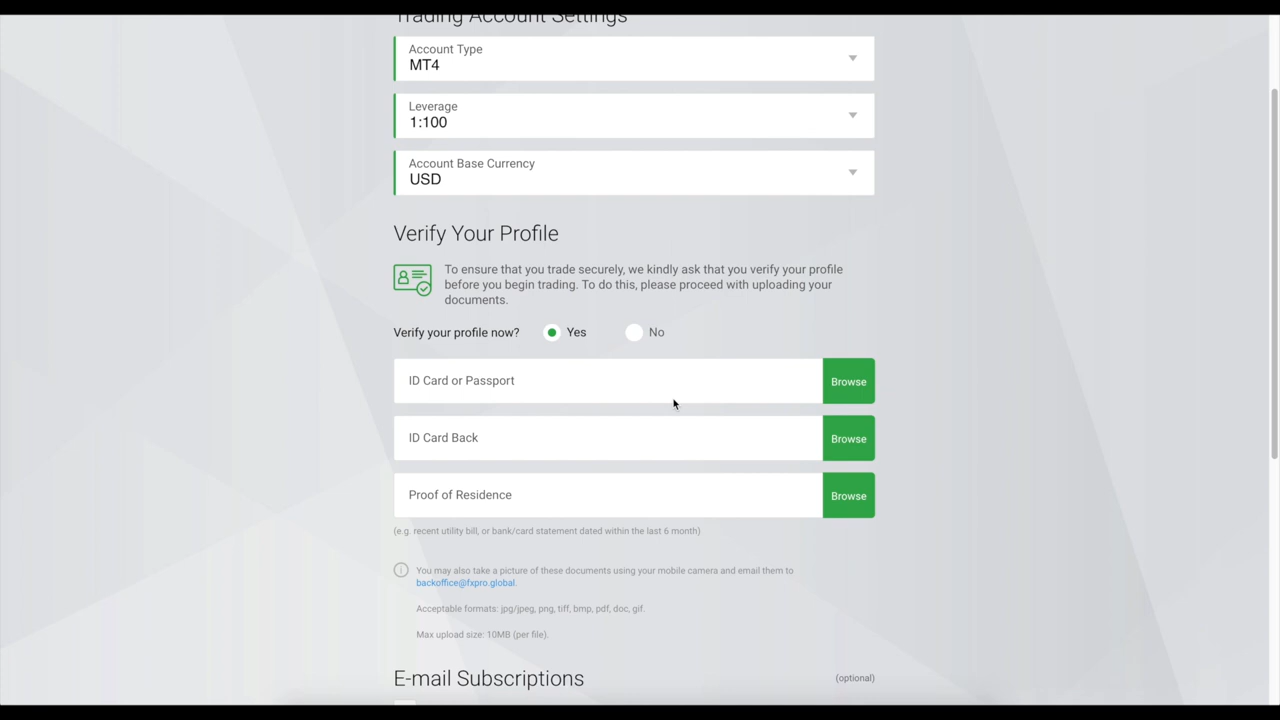 Trading Account Settings
Account Type
MT4
Leverage
1:100
Account Base Currency
USD
Verify Your Profile
To ensure that you trade securely, we kindly ask that you verify your profile
before you begin trading. To do this, please proceed with uploading your
documents.
Verify your profile now? Yes No
ID Card or Passport Browse
ID Card Back Browse
Proof of Residence Browse
(e.g. recent utility bill, or bank/card statement dated within the last 6 month)
You may also take a picture of these documents using your mobile camera and email them to
backoffice@fxpro.global.
Acceptable formats: jpg/jpeg, png, tiff, bmp, pdf, doc, gif.
Max upload size: 10MB (per file).
E-mail Subscriptions (optional)